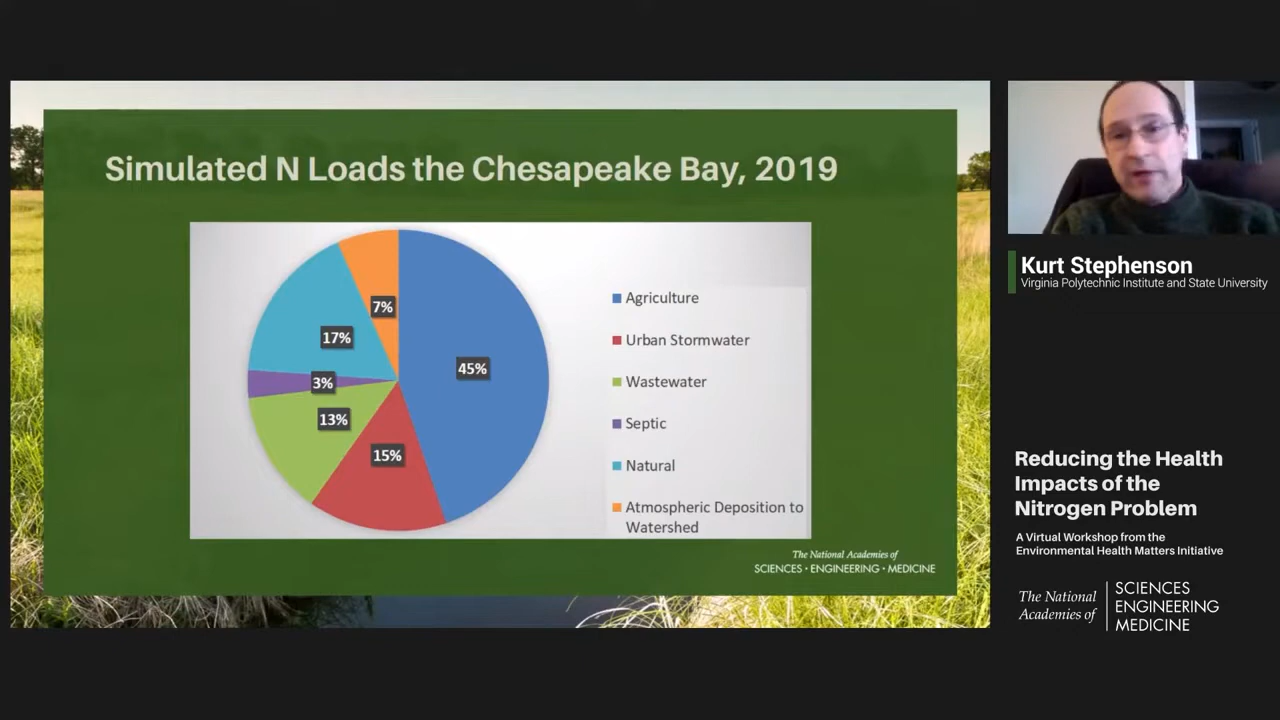 Simulated N Loads the Chesapeake Bay, 2019
7%
17%
45%
3%
13%
15%
Agriculture
Urban Stormwater
Wastewater
Septic
Natural
Atmospheric Deposition to
Watershed
The National Academies of
SCIENCES · ENGINEERING · MEDICINE
Kurt Stephenson
Virginia Polytechnic Institute and State University
Reducing the Health
Impacts of the
Nitrogen Problem
A Virtual Workshop from the
Environmental Health Matters Initiative
The National
Academies of
SCIENCES
ENGINEERING
MEDICINE